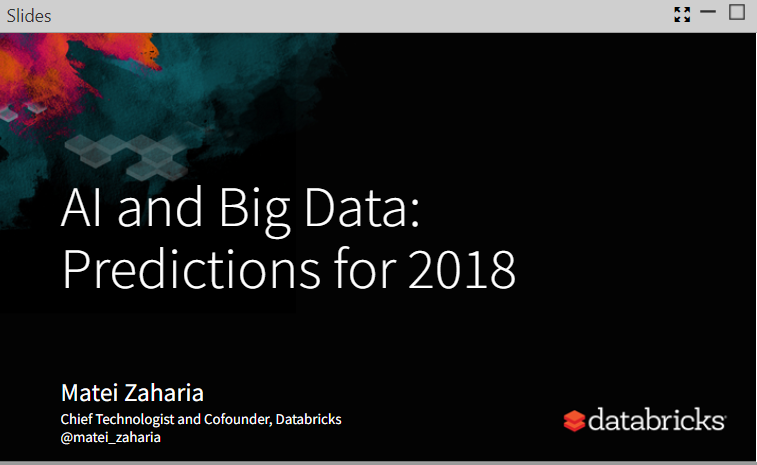 Slides
AI and Big Data:
Predictions for 2018
Matei Zaharia
Chief Technologist and Cofounder, Databricks
@matei_zaharia
databricks